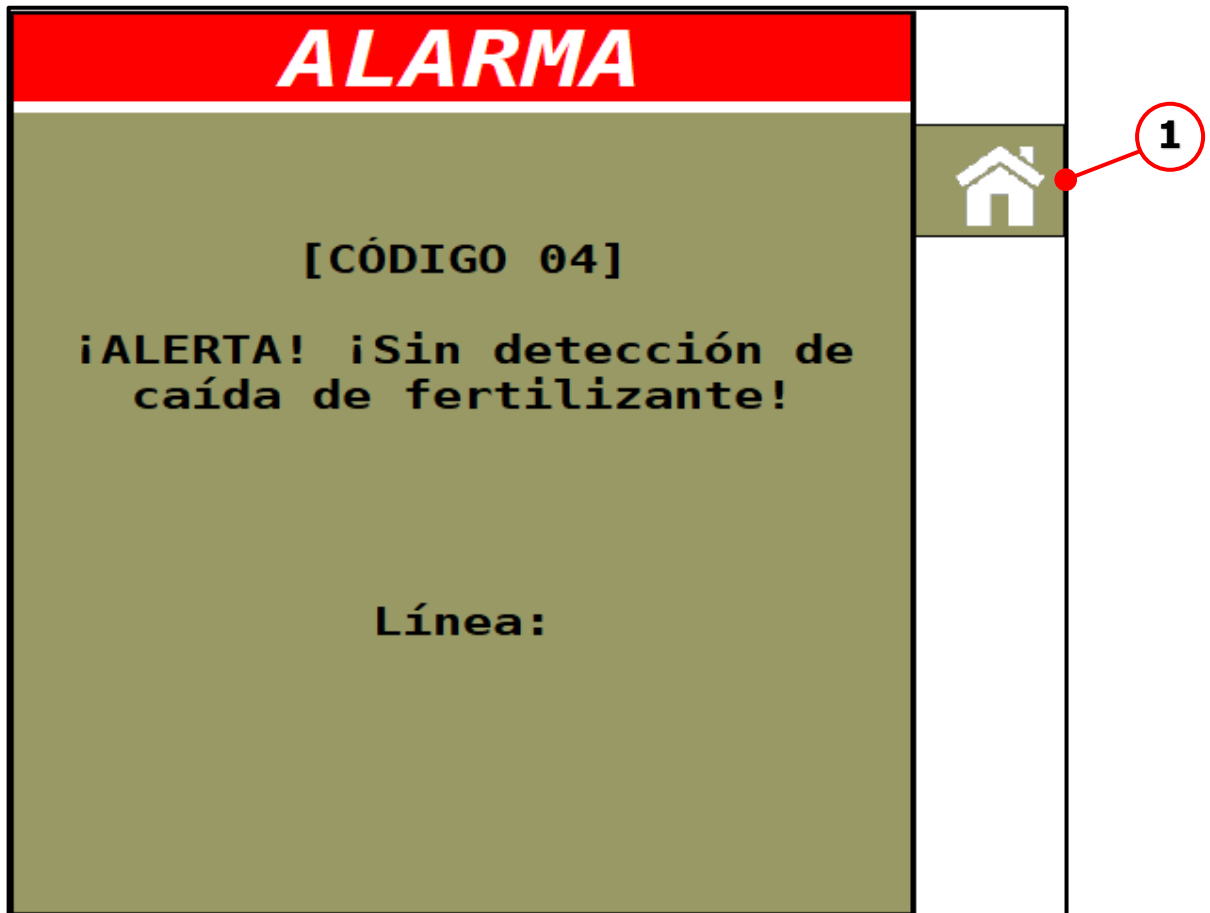 ALARMA
1
[CÓDIGO 04]
¡ALERTA! ¡Sin detección de
caída de fertilizante!
Línea: